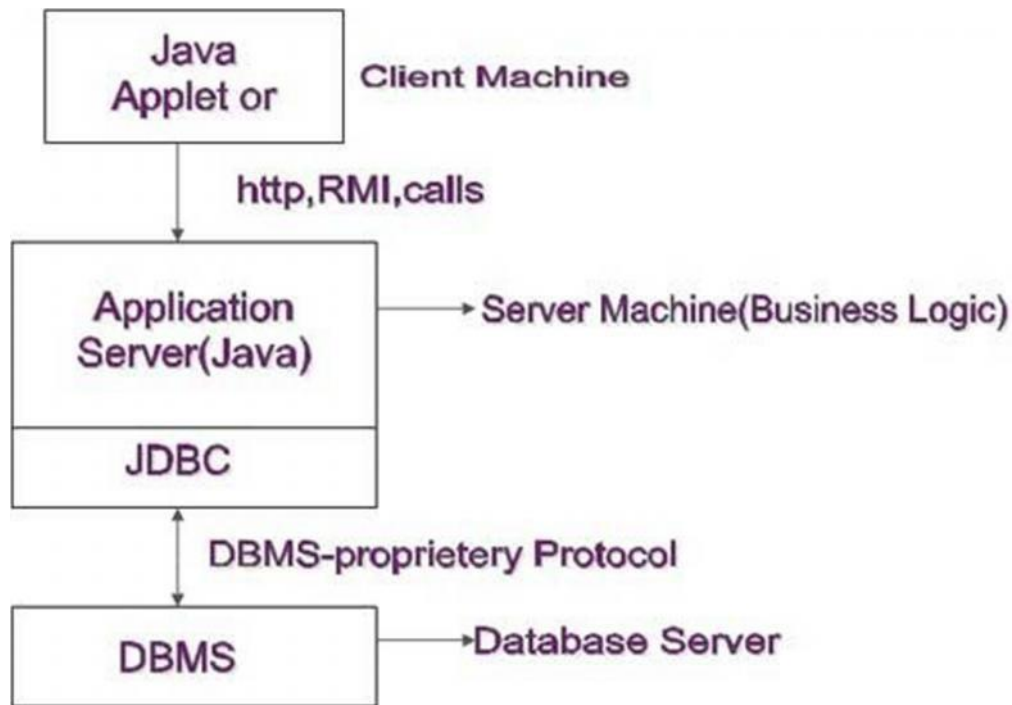 Java
Applet or
Client Machine
http,RMI,calls
Application
Server(Java)
Server Machine(Business Logic)
JDBC
DBMS-proprietery Protocol
DBMS
Database Server